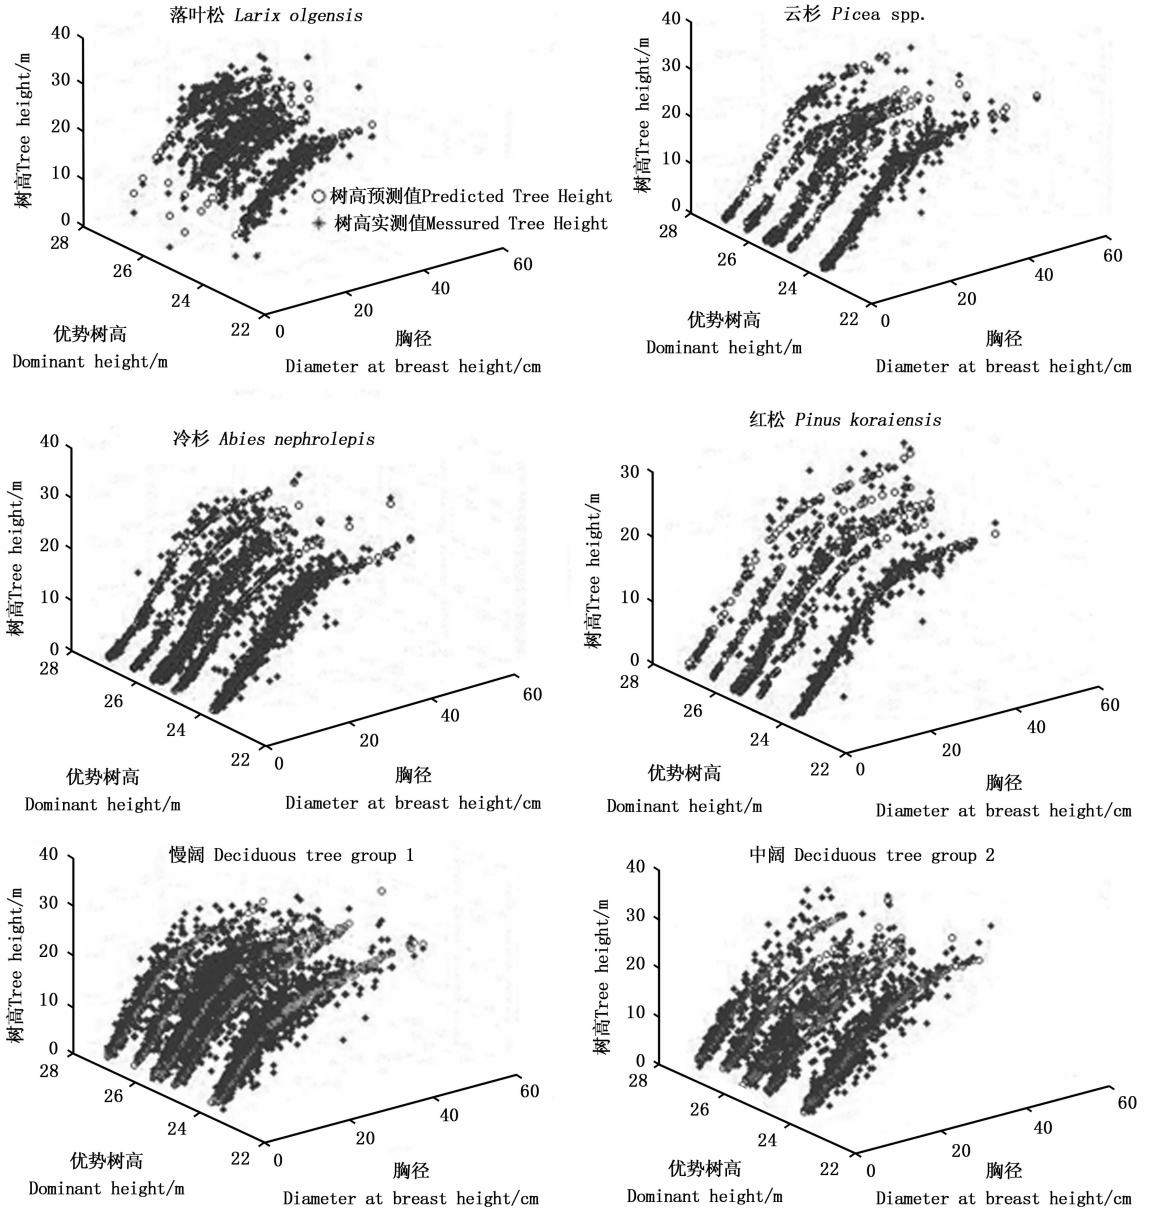 落叶松 Larix olgensis
40
30
20
10
0
树高Tree height/m
28
26
24
22
0
20
40
60
树高预测值Predicted Tree Height
树高实测值Messured Tree Height
优势树高
Dominant height/m
胸径
Diameter at breast height/cm
云杉 Picea spp.
40
30
20
10
0
树高Tree height/m
28
26
24
22
0
20
40
60
优势树高
Dominant height/m
胸径
Diameter at breast height/cm
冷杉 Abies nephrolepis
40
30
20
10
0
树高Tree height/m
28
26
24
22
0
20
40
60
优势树高
Dominant height/m
胸径
Diameter at breast height/cm
红松 Pinus koraiensis
30
20
10
0
树高Tree height/m
28
26
24
22
0
20
40
60
优势树高
Dominant height/m
胸径
Diameter at breast height/cm
慢阔 Deciduous tree group 1
40
30
20
10
0
树高Tree height/m
28
26
24
22
0
20
40
60
优势树高
Dominant height/m
胸径
Diameter at breast height/cm
中阔 Deciduous tree group 2
40
30
20
10
0
树高Tree height/m
28
26
24
22
0
20
40
60
优势树高
Dominant height/m
胸径
Diameter at breast height/cm